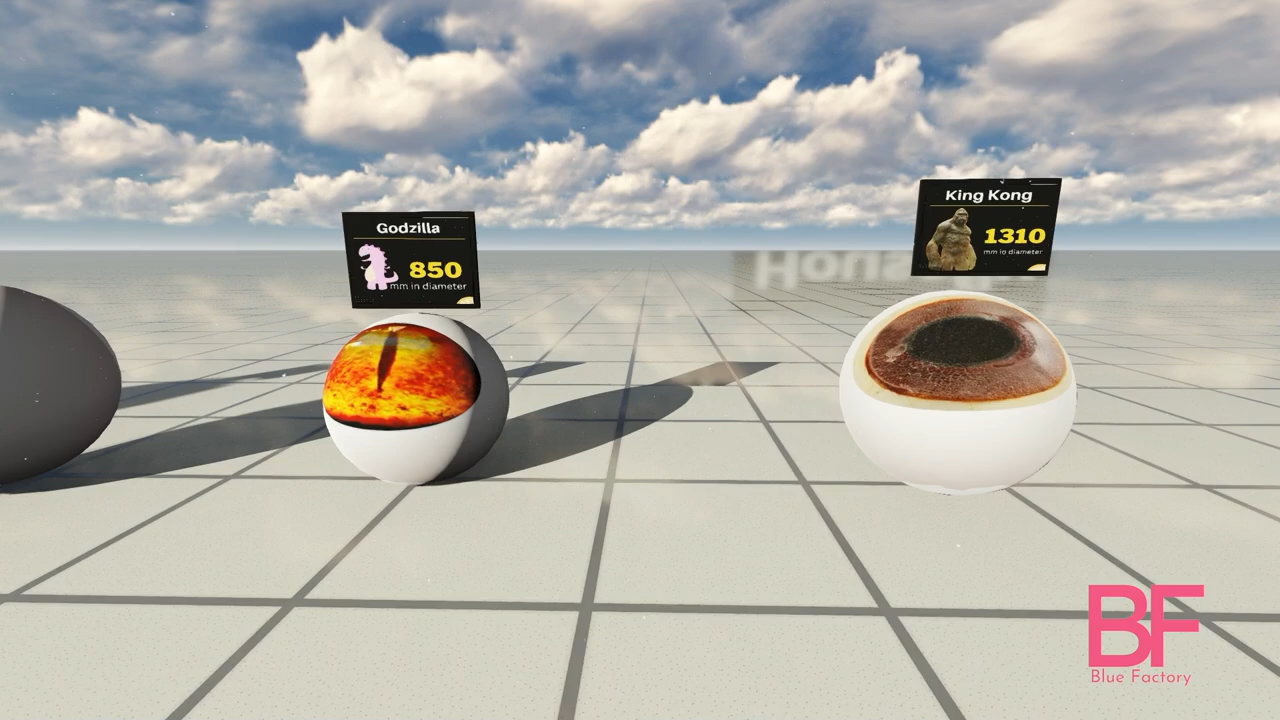 Godzilla
850
mm in diameter
King Kong
1310
mm in diameter
BF
Blue Factory